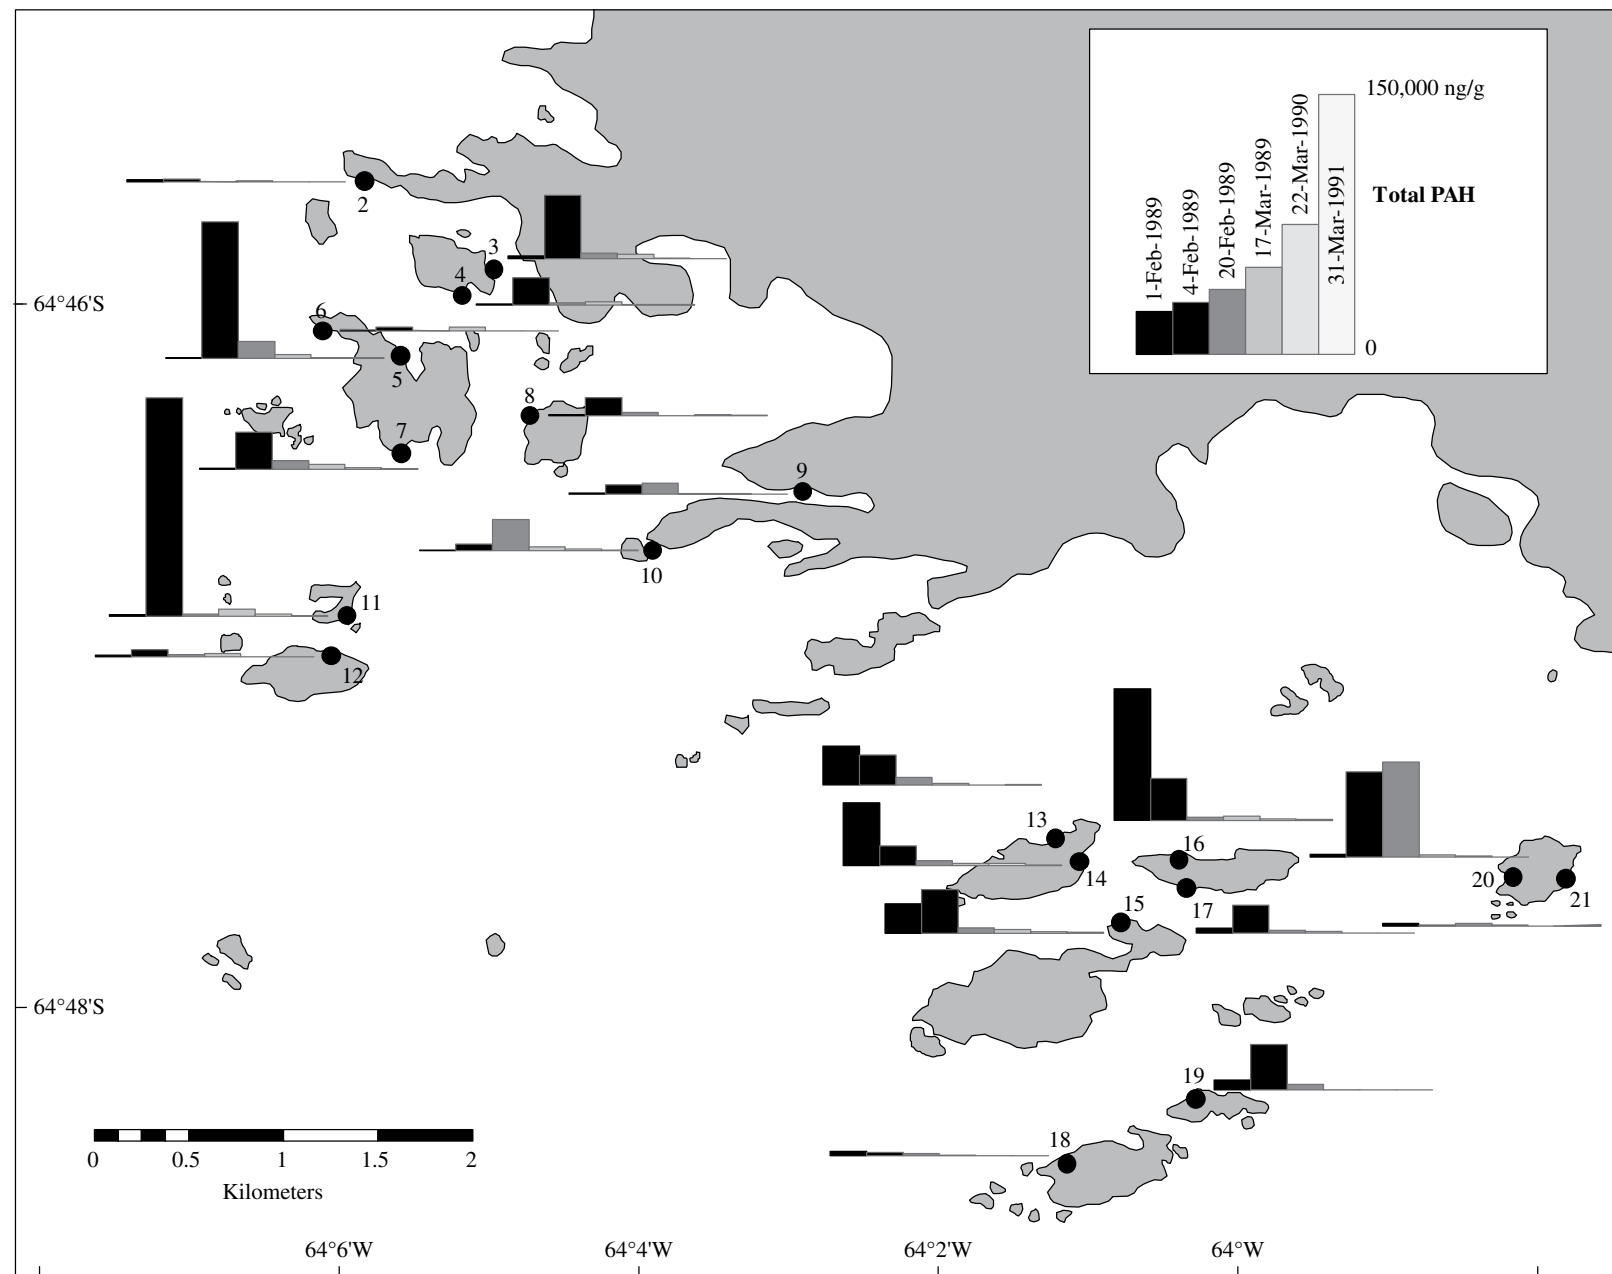 150,000 ng/g
1-Feb-1989
4-Feb-1989
20-Feb-1989
17-Mar-1989
22-Mar-1990
31-Mar-1991
Total PAH
0
2
3
4
64°46'S
6
5
8
7
9
10
11
12
13
16
14
20
21
15
17
64°48'S
19
18
0 0.5 1 1.5 2
Kilometers
64°6'W 64°4'W 64°2'W 64°W